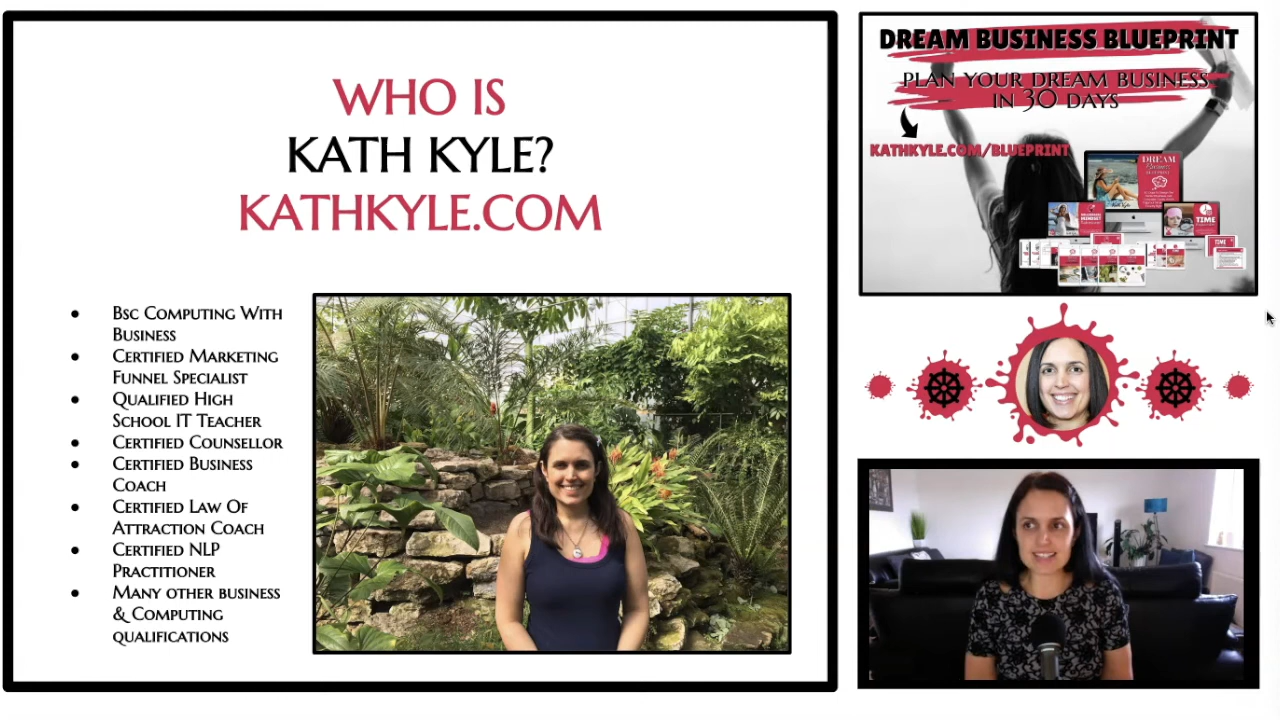 WHO IS
KATH KYLE?
KATHKYLE.COM
Bsc Computing With
Business
Certified Marketing
Funnel Specialist
Qualified High
School IT Teacher
Certified Counsellor
Certified Business
Coach
Certified Law Of
Attraction Coach
Certified NLP
Practitioner
Many other business
& Computing
qualifications
DREAM BUSINESS BLUEPRINT
PLAN YOUR DREAM BUSINESS
IN 30 DAYS
KATHKYLE.COM/BLUEPRINT
DREAM
TIME
TIME